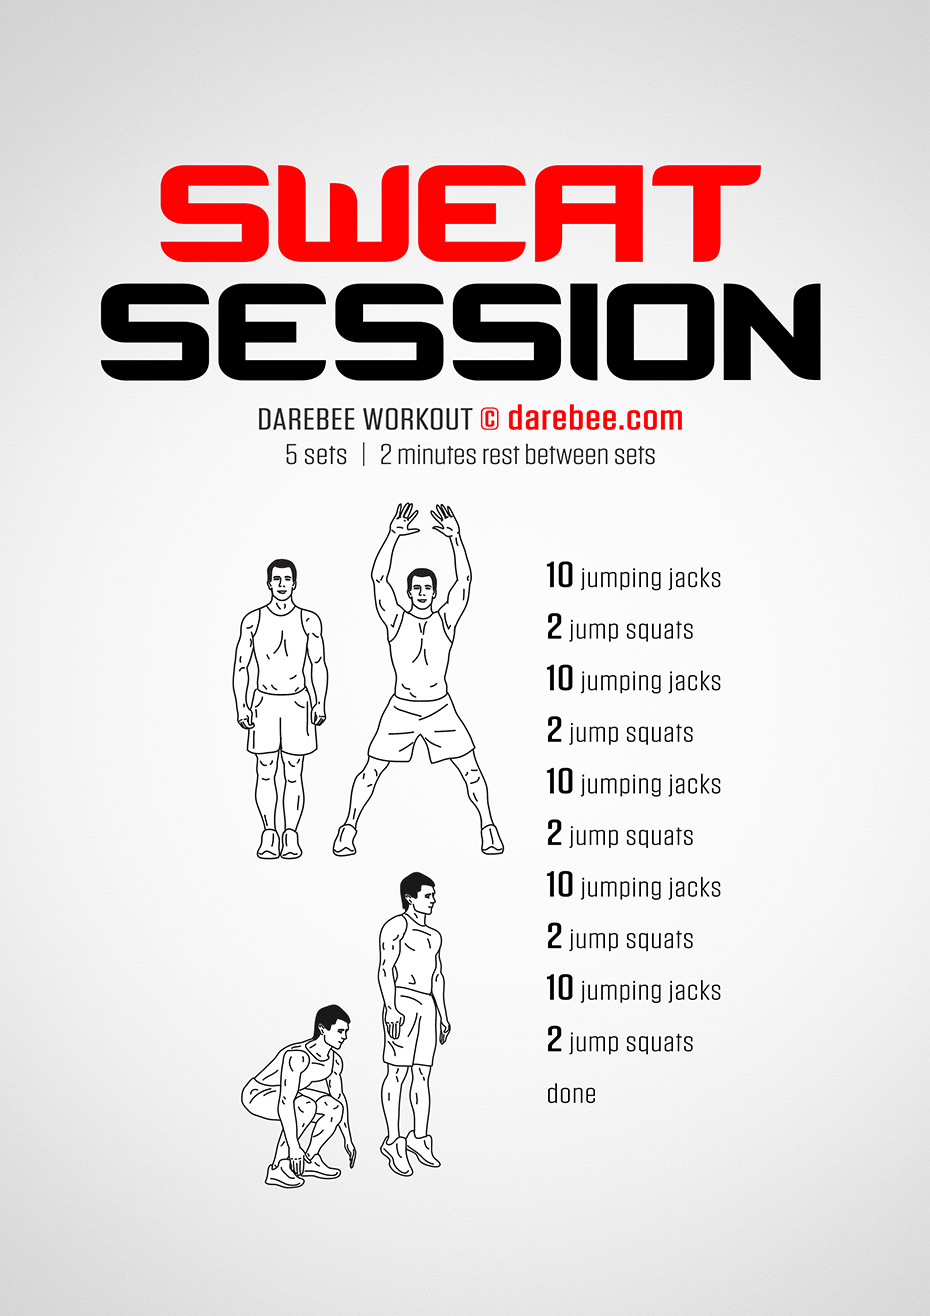 SWEAT
SESSION
DAREBEE WORKOUT © darebee.com
5 sets | 2 minutes rest between sets
10 jumping jacks
2 jump squats
10 jumping jacks
2 jump squats
10 jumping jacks
2 jump squats
10 jumping jacks
2 jump squats
10 jumping jacks
2 jump squats
done